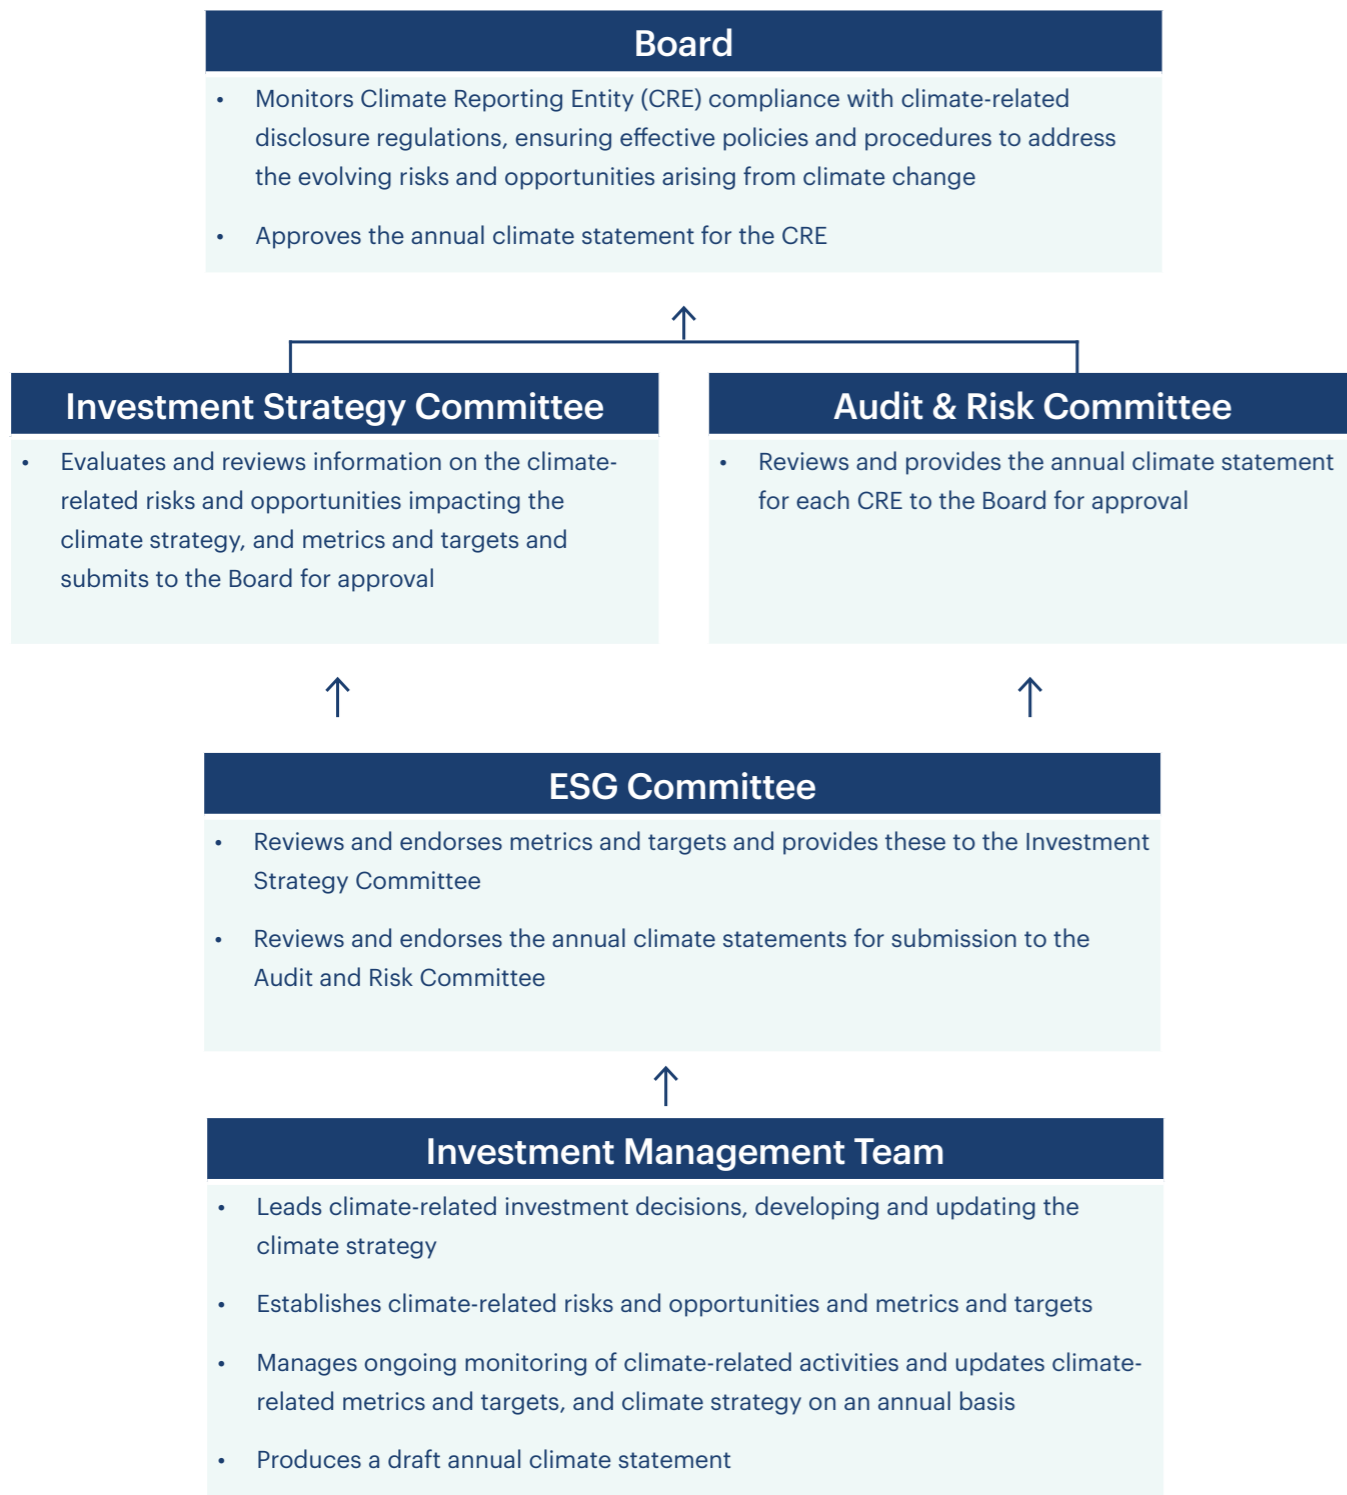 Board
• Monitors Climate Reporting Entity (CRE) compliance with climate-related
disclosure regulations, ensuring effective policies and procedures to address
the evolving risks and opportunities arising from climate change
• Approves the annual climate statement for the CRE
Investment Strategy Committee
• Evaluates and reviews information on the climate-
related risks and opportunities impacting the
climate strategy, and metrics and targets and
submits to the Board for approval
Audit & Risk Committee
• Reviews and provides the annual climate statement
for each CRE to the Board for approval
ESG Committee
• Reviews and endorses metrics and targets and provides these to the Investment
Strategy Committee
• Reviews and endorses the annual climate statements for submission to the
Audit and Risk Committee
Investment Management Team
• Leads climate-related investment decisions, developing and updating the
climate strategy
• Establishes climate-related risks and opportunities and metrics and targets
• Manages ongoing monitoring of climate-related activities and updates climate-
related metrics and targets, and climate strategy on an annual basis
• Produces a draft annual climate statement